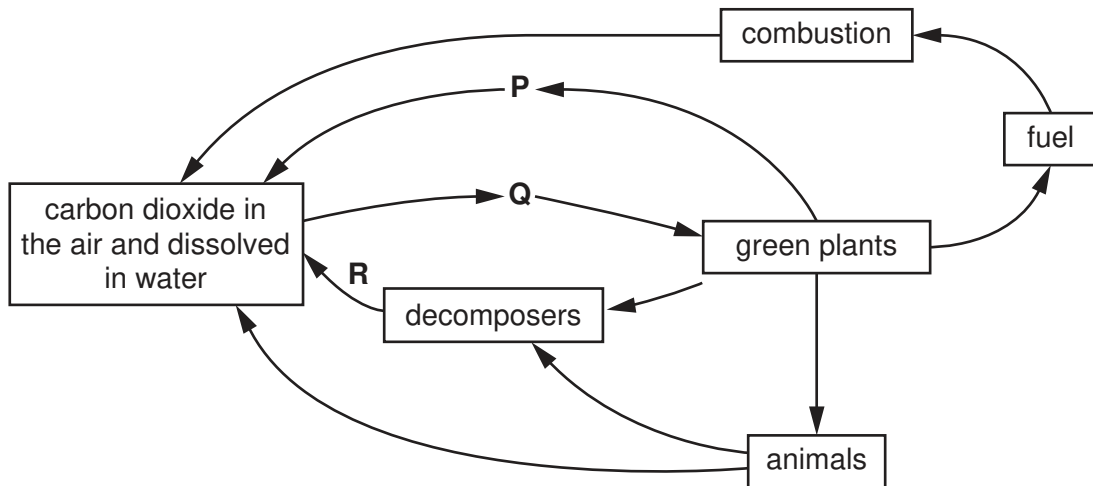 combustion
P
fuel
carbon dioxide in
the air and dissolved
in water
Q
green plants
R
decomposers
animals